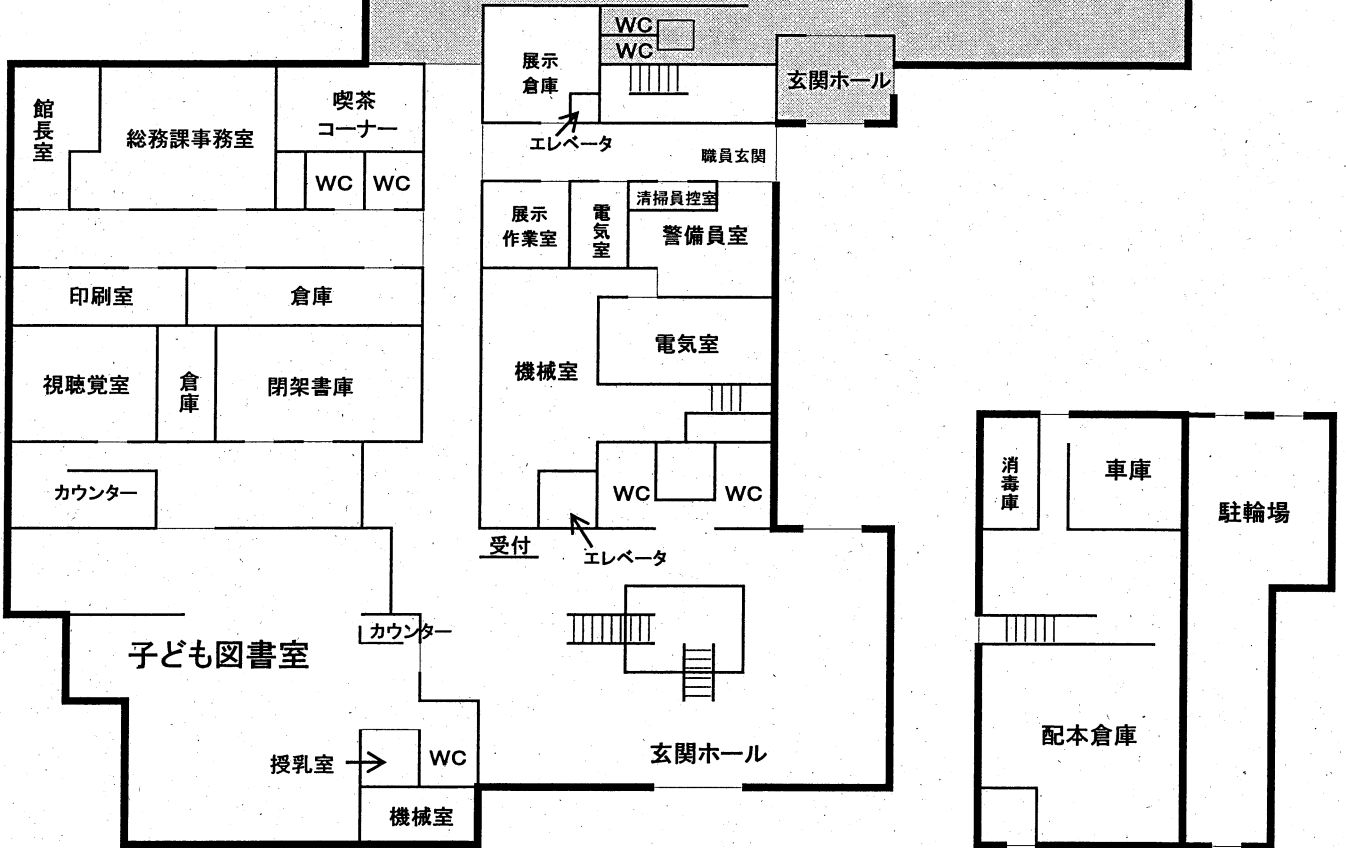 WC
WC
展示
倉庫
玄関ホール
エレベータ
職員玄関
館長室
総務課事務室
喫茶
コーナー
WC
WC
展示
作業室
電気室
清掃員控室
警備員室
印刷室
倉庫
視聴覚室
倉庫
閉架書庫
機械室
電気室
カウンター
WC
WC
受付
エレベータ
消毒庫
車庫
駐輪場
カウンター
子ども図書室
授乳室
WC
機械室
玄関ホール
配本倉庫